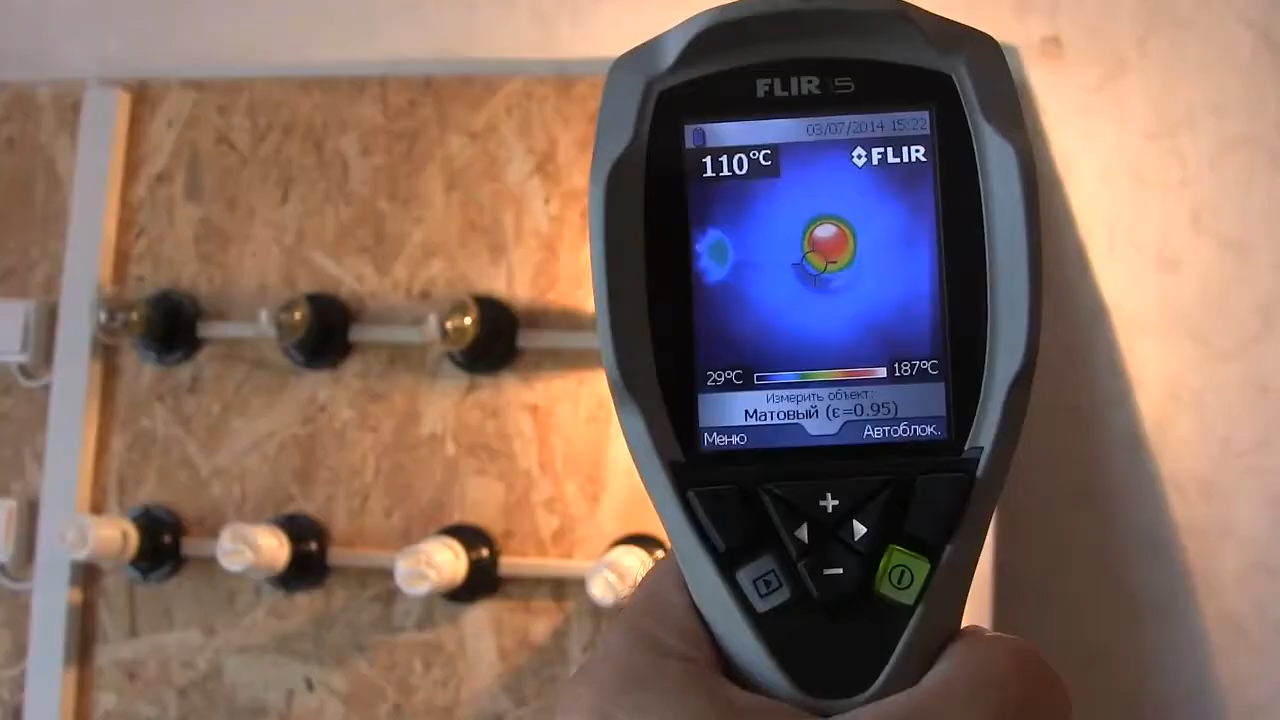 FLIR i5
03/07/2014 15:22
110°C
FLIR
29°C
187°C
Измерить объект:
Матовый (ε=0.95)
Меню
Автоблок.